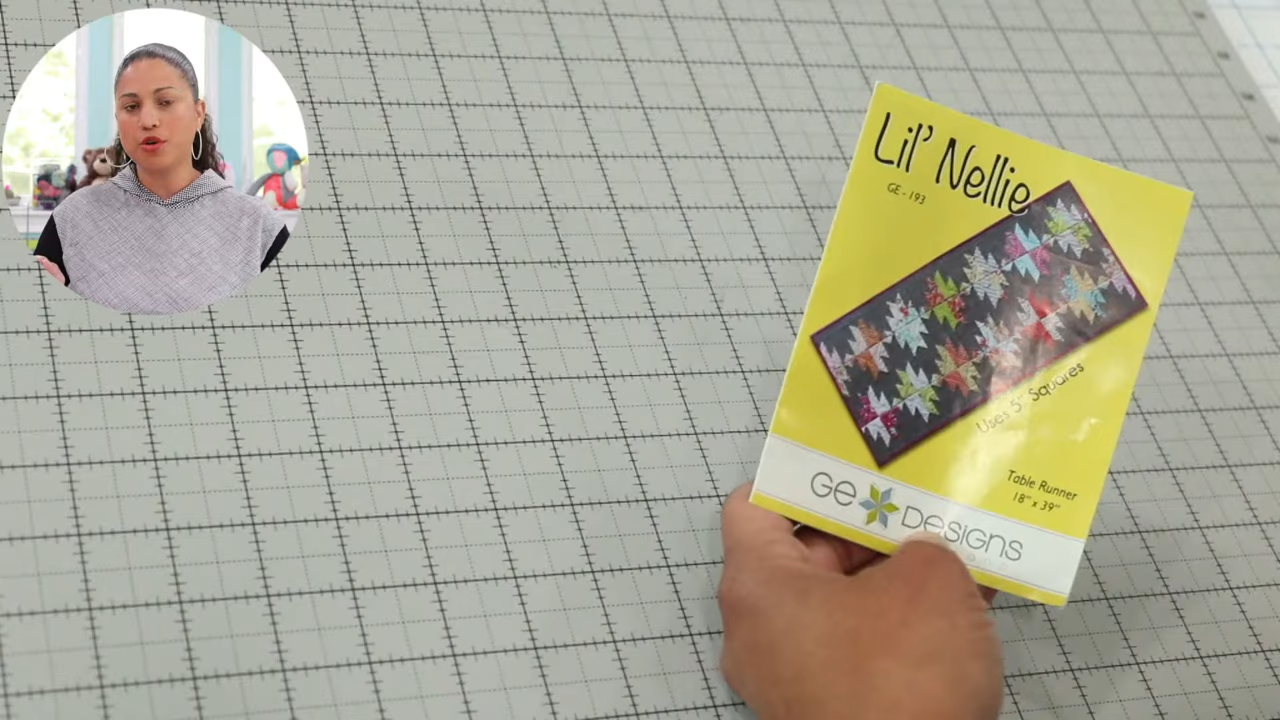 Lil' Nellie
GE - 193
Uses 5" Squares
Table Runner
18" x 39"
GE DESIGNS